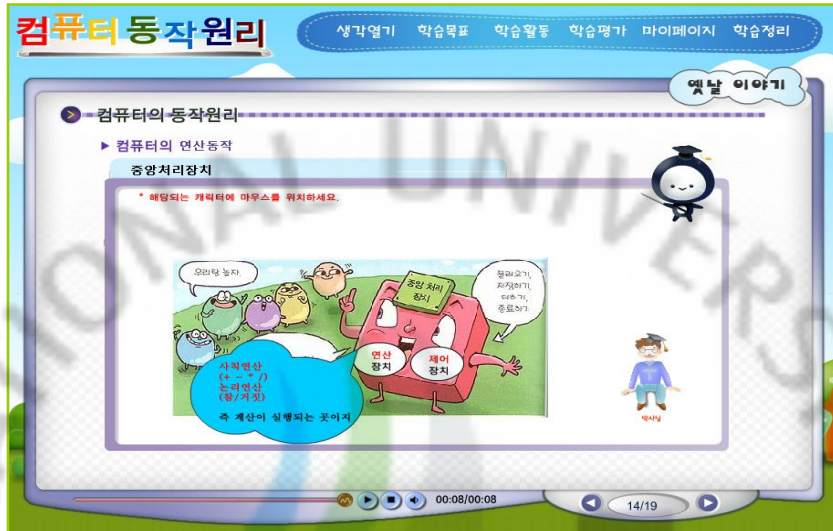 컴퓨터 동작원리
생각열기 학습목표 학습활동 학습평가 마이페이지 학습정리
옛날 이야기
컴퓨터의 동작원리
컴퓨터의 연산동작
중앙처리장치
* 해당되는 캐릭터에 마우스를 위치하세요.
우리랑 놀자.
중앙 처리
장치
불러오기,
저장하기,
더하기,
종료하기
연산
장치
제어
장치
사칙연산
(+ - * /)
논리연산
(참/거짓)
즉 계산이 실행되는 곳이지
박사님
00:08/00:08
14/19